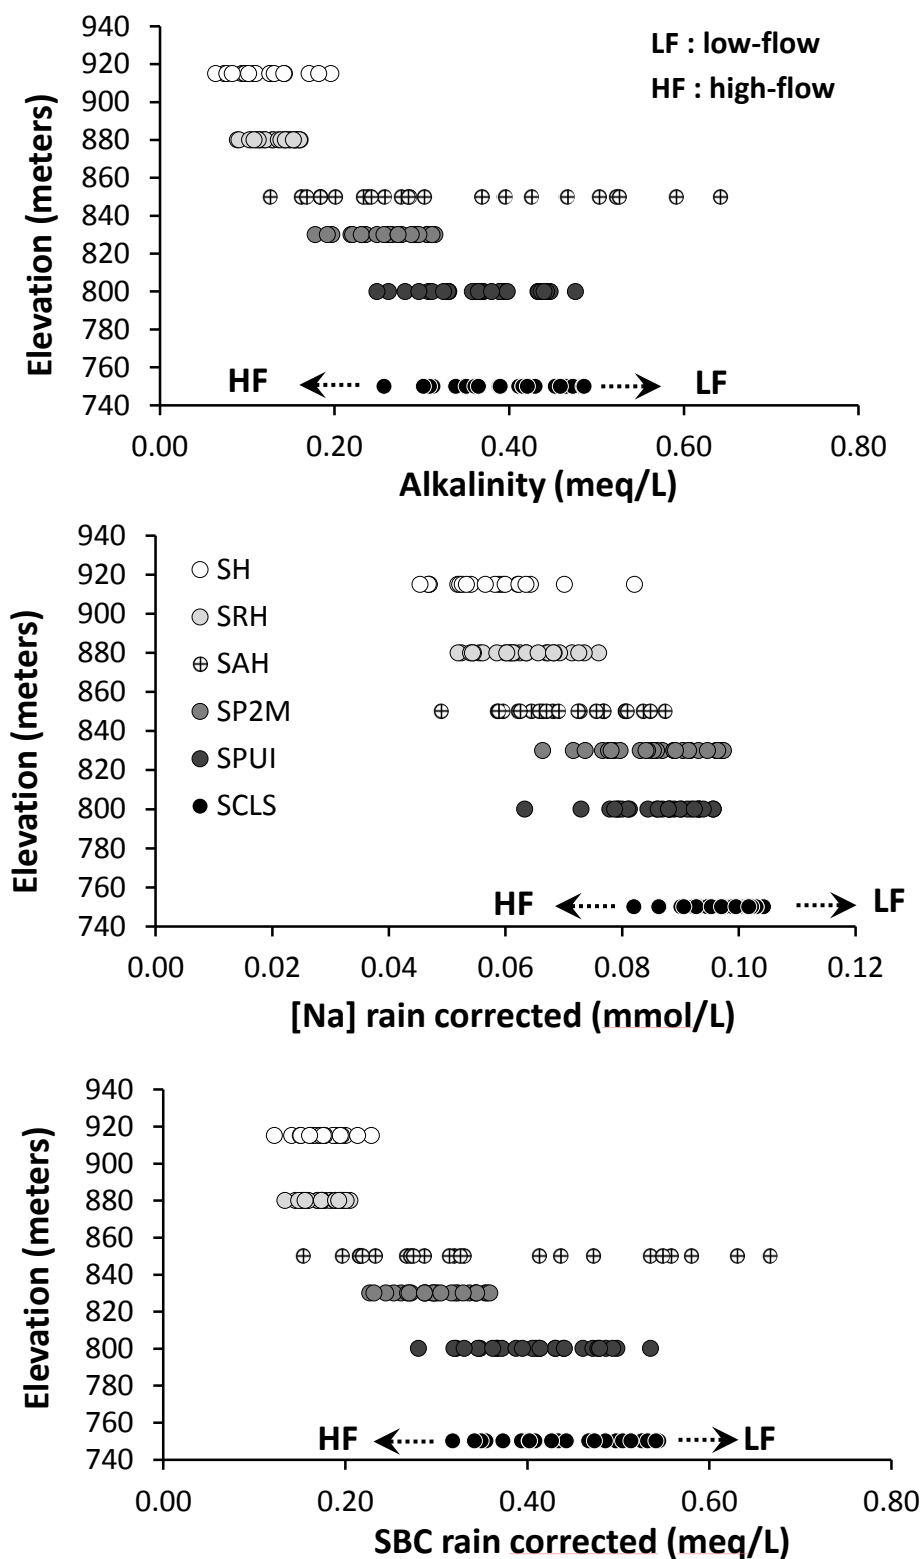 LF : low-flow
HF : high-flow
Elevation (meters)
940
920
900
880
860
840
820
800
780
760
740
HF
LF
0.00 0.20 0.40 0.60 0.80
Alkalinity (meq/L)
Elevation (meters)
940
920
900
880
860
840
820
800
780
760
740
SH
SRH
SAH
SP2M
SPUI
SCLS
HF
LF
0.00 0.02 0.04 0.06 0.08 0.10 0.12
[Na] rain corrected (mmol/L)
Elevation (meters)
940
920
900
880
860
840
820
800
780
760
740
HF
LF
0.00 0.20 0.40 0.60 0.80
SBC rain corrected (meq/L)